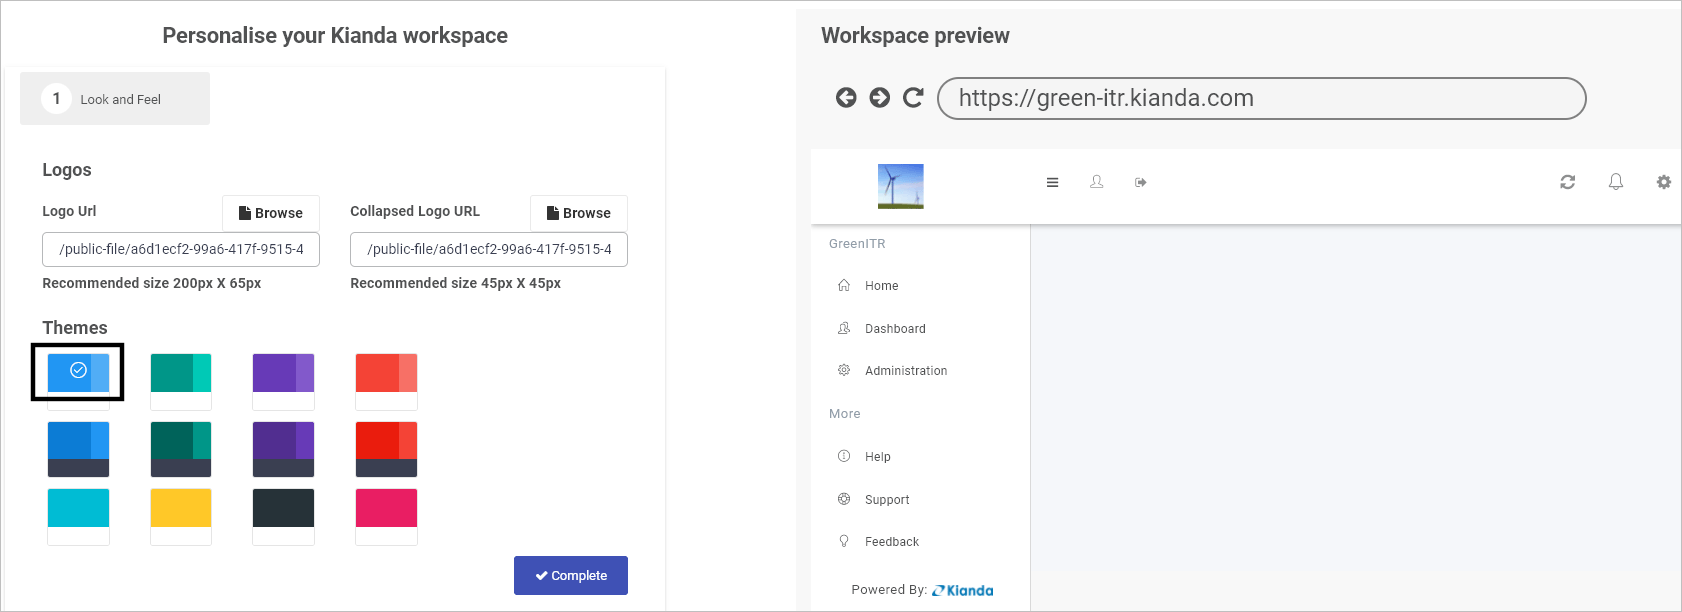 Personalise your Kianda workspace
1 Look and Feel
Logos
Logo Url
Browse
/public-file/a6d1ecf2-99a6-417f-9515-4
Recommended size 200px X 65px
Collapsed Logo URL
Browse
/public-file/a6d1ecf2-99a6-417f-9515-4
Recommended size 45px X 45px
Themes
Complete
Workspace preview
https://green-itr.kianda.com
GreenITR
Home
Dashboard
Administration
More
Help
Support
Feedback
Powered By: Kianda